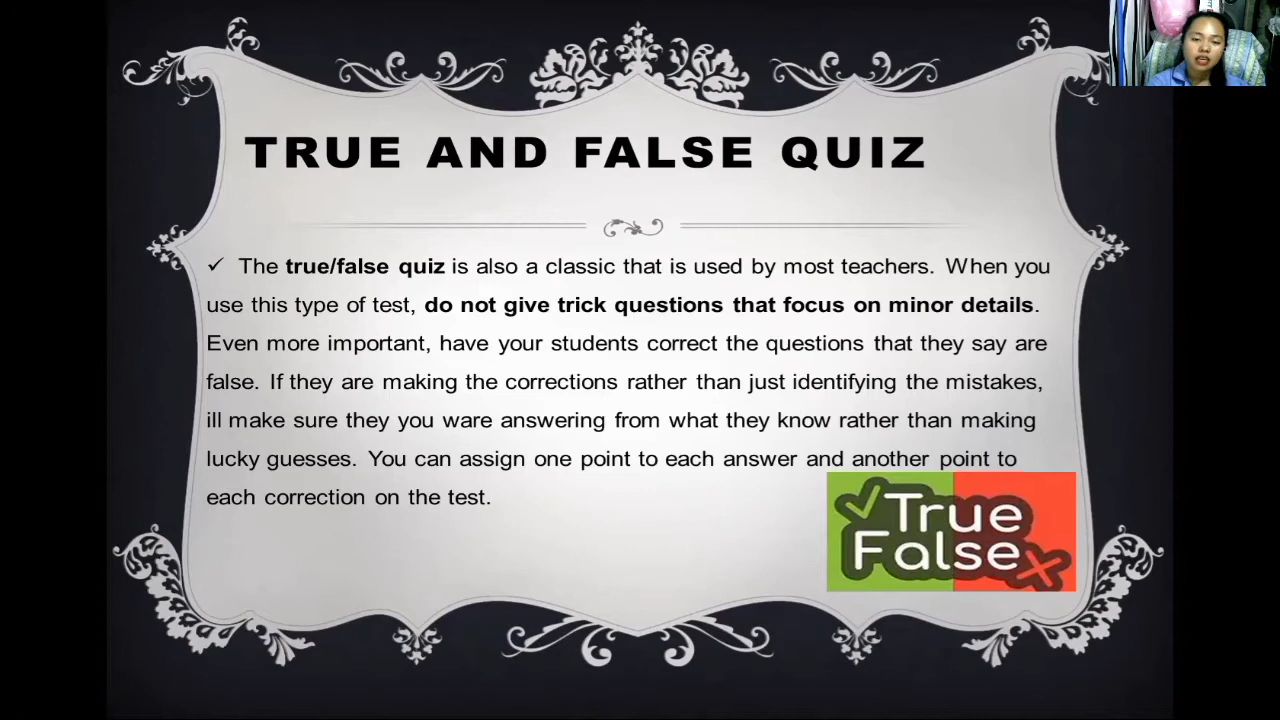 TRUE AND FALSE QUIZ
✓ The true/false quiz is also a classic that is used by most teachers. When you
use this type of test, do not give trick questions that focus on minor details.
Even more important, have your students correct the questions that they say are
false. If they are making the corrections rather than just identifying the mistakes,
ill make sure they you ware answering from what they know rather than making
lucky guesses. You can assign one point to each answer and another point to
each correction on the test.
True
False